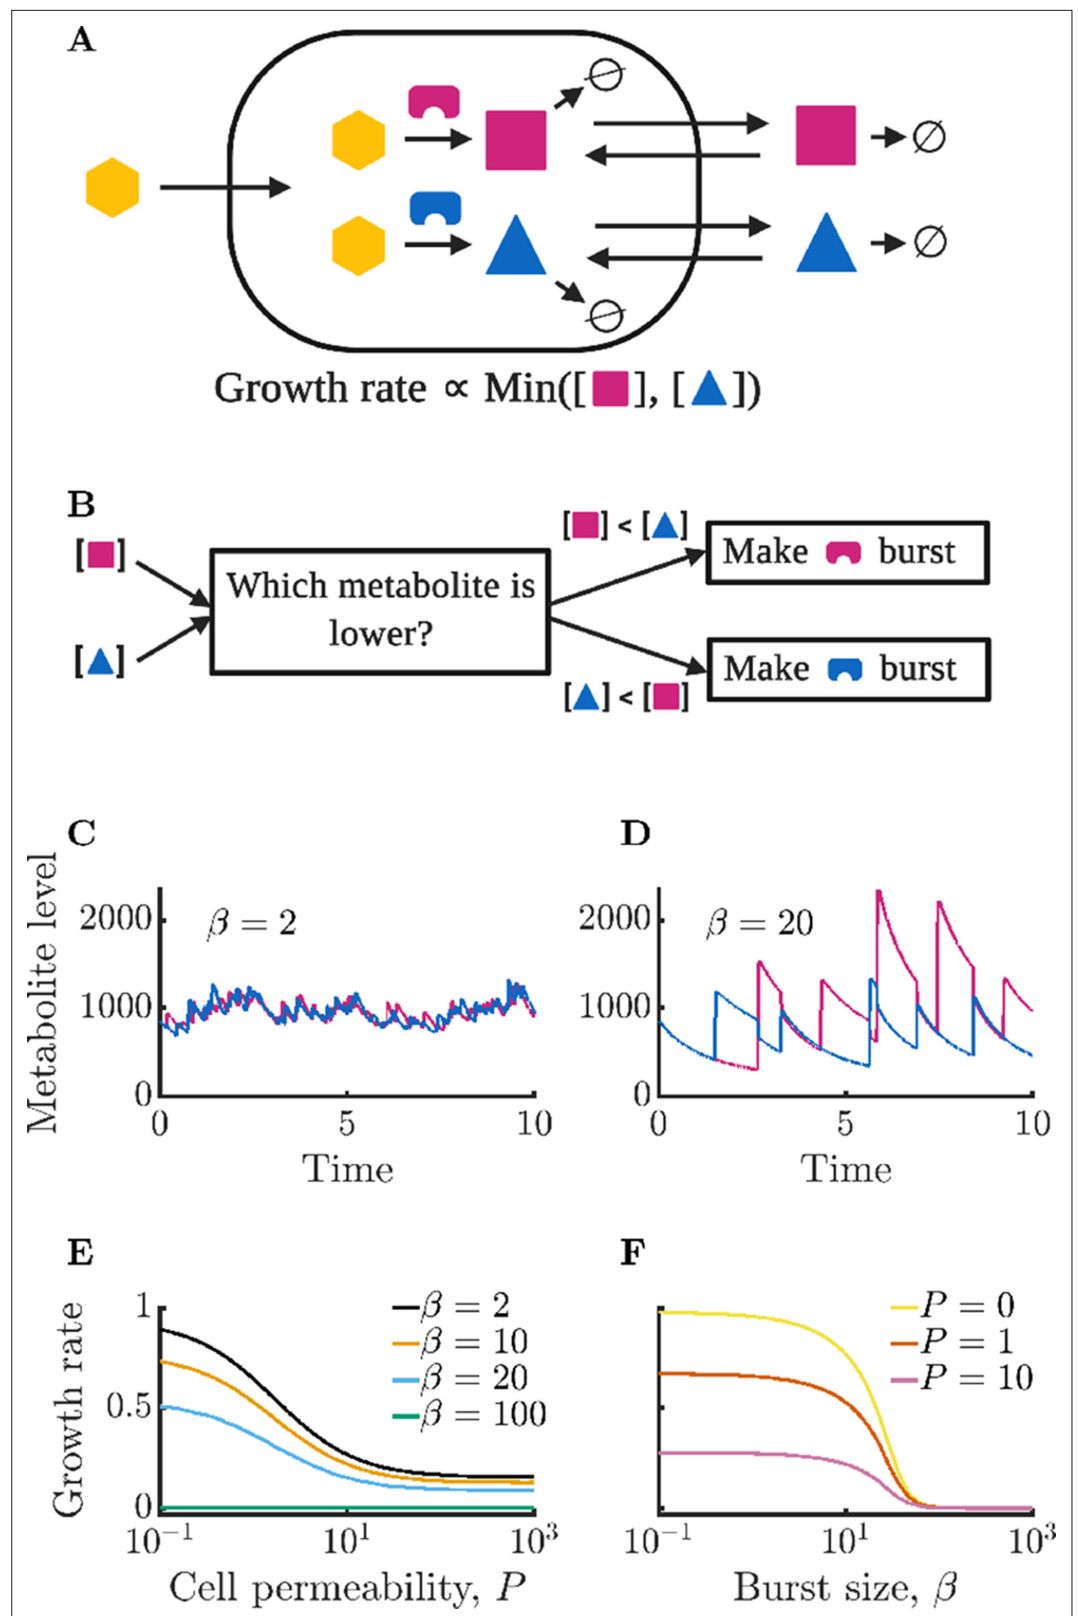 A
Growth rate ∝ Min([ ], [ ])
B
[ ]
[ ]
Which metabolite is
lower?
[ ] < [ ]
Make burst
Make burst
[ ] < [ ]
C
D
Metabolite level
2000
1000
0
β = 2
0 5 10
Time
2000
1000
0
β = 20
0 5 10
Time
E
F
Growth rate
1
0.5
0
β = 2
β = 10
β = 20
β = 100
10⁻¹ 10¹ 10³
Cell permeability, P
P = 0
P = 1
P = 10
10⁻¹ 10¹ 10³
Burst size, β